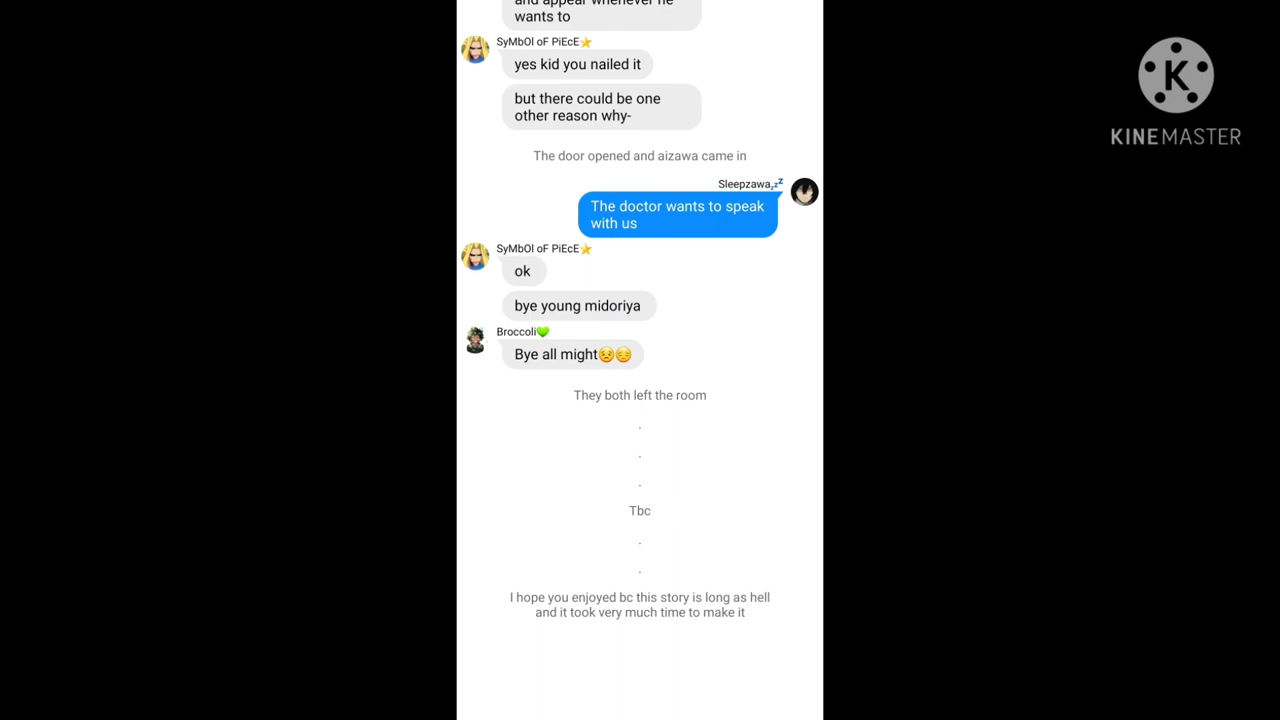 and appear whenever he
wants to
SyMbOl oF PiEcE⭐
yes kid you nailed it
but there could be one
other reason why-
The door opened and aizawa came in
Sleepzawa💤
The doctor wants to speak
with us
SyMbOl oF PiEcE⭐
ok
bye young midoriya
Broccoli💚
Bye all might😣😔
They both left the room
.
.
.
Tbc
.
.
I hope you enjoyed bc this story is long as hell
and it took very much time to make it
K
KINEMASTER